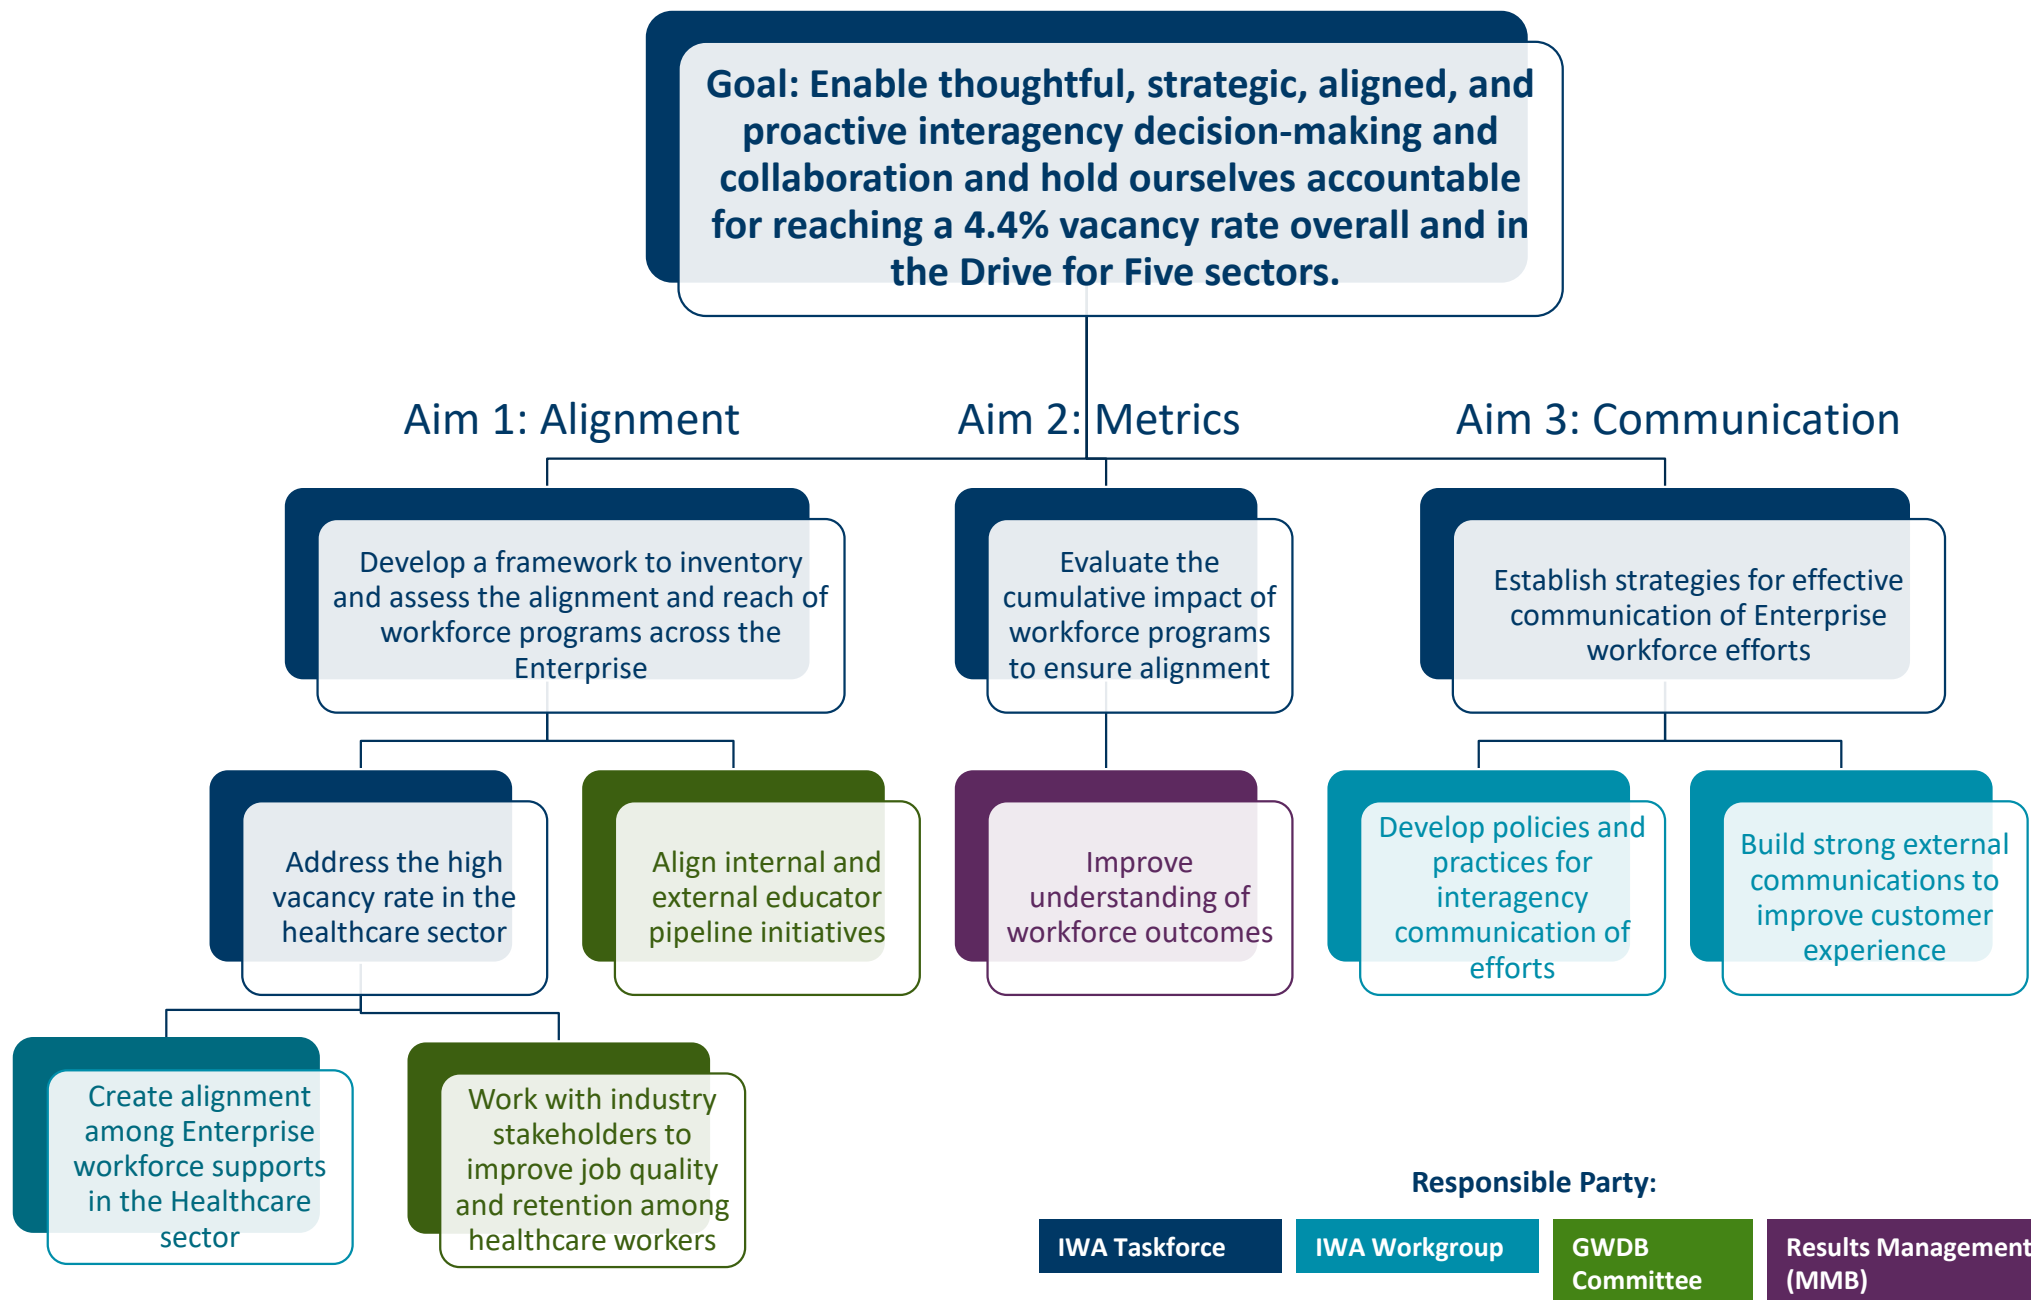 Goal: Enable thoughtful, strategic, aligned, and
proactive interagency decision-making and
collaboration and hold ourselves accountable
for reaching a 4.4% vacancy rate overall and in
the Drive for Five sectors.
Aim 1: Alignment
Aim 2: Metrics
Aim 3: Communication
Develop a framework to inventory
and assess the alignment and reach of
workforce programs across the
Enterprise
Evaluate the
cumulative impact of
workforce programs
to ensure alignment
Establish strategies for effective
communication of Enterprise
workforce efforts
Address the high
vacancy rate in the
healthcare sector
Align internal and
external educator
pipeline initiatives
Improve
understanding of
workforce outcomes
Develop policies and
practices for
interagency
communication of
efforts
Build strong external
communications to
improve customer
experience
Create alignment
among Enterprise
workforce supports
in the Healthcare
sector
Work with industry
stakeholders to
improve job quality
and retention among
healthcare workers
Responsible Party:
IWA Taskforce
IWA Workgroup
GWDB
Committee
Results Management
(MMB)